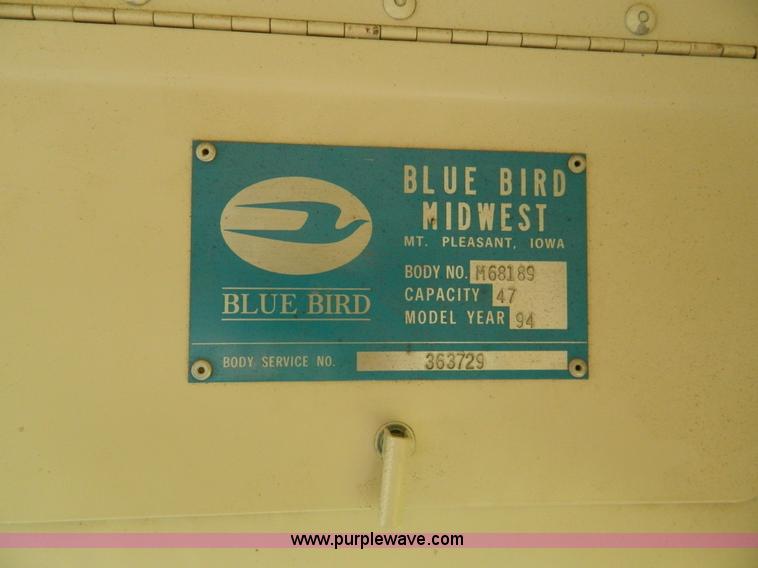 BLUE BIRD
MIDWEST
MT. PLEASANT, IOWA
BODY NO. M68189
CAPACITY 47
MODEL YEAR 94
BLUE BIRD
BODY SERVICE NO. 363729
www.purplewave.com